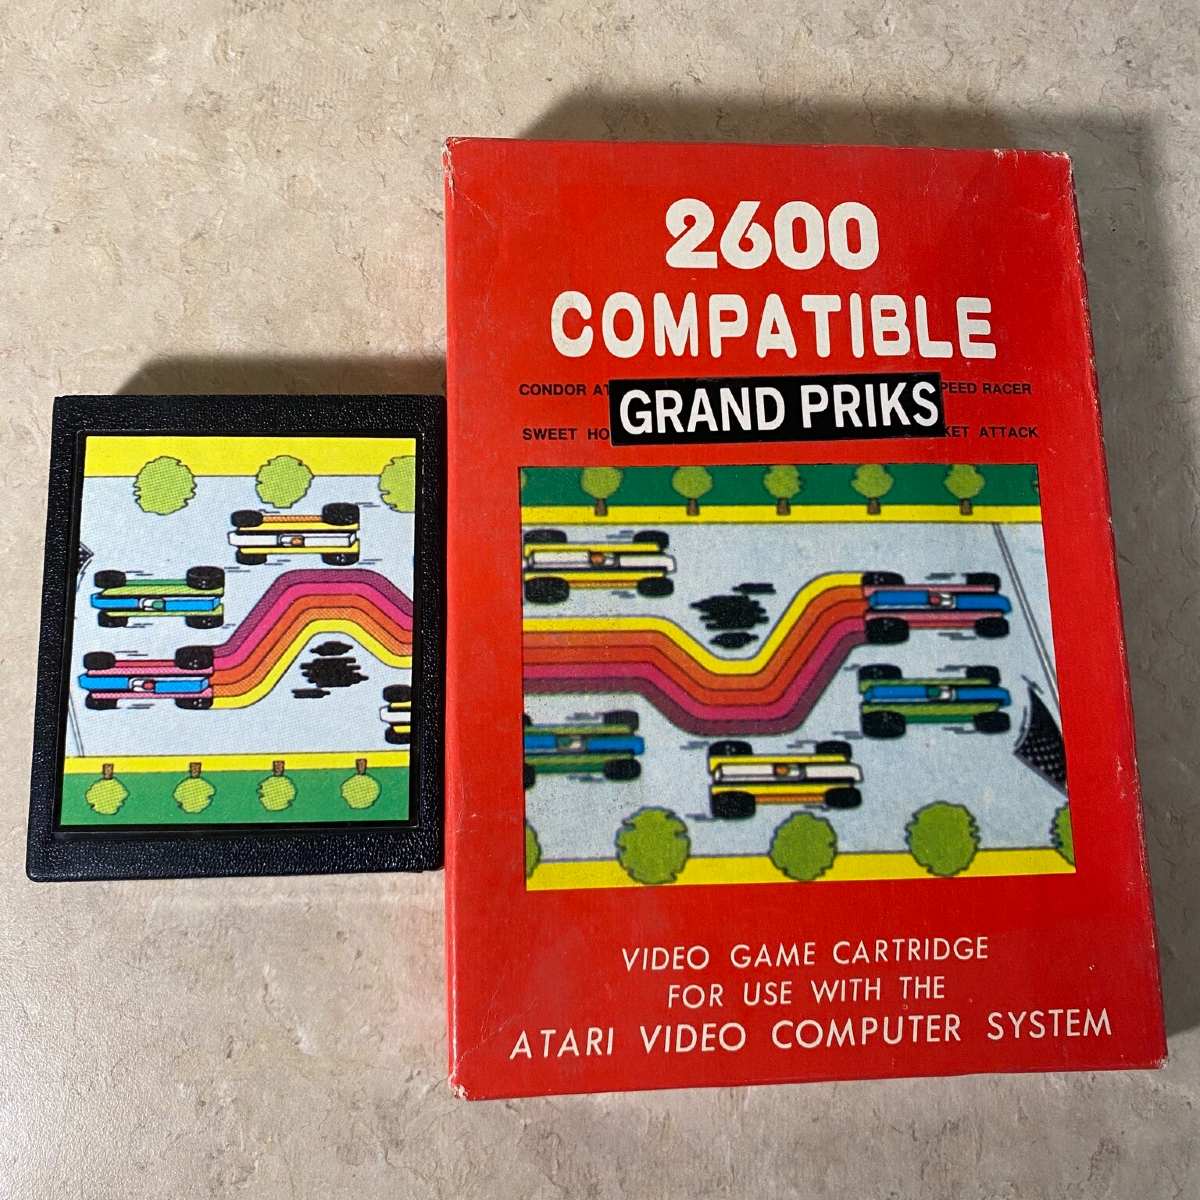 2600
COMPATIBLE
CONDOR AT PEED RACER
GRAND PRIKS
SWEET HO KET ATTACK
VIDEO GAME CARTRIDGE
FOR USE WITH THE
ATARI VIDEO COMPUTER SYSTEM